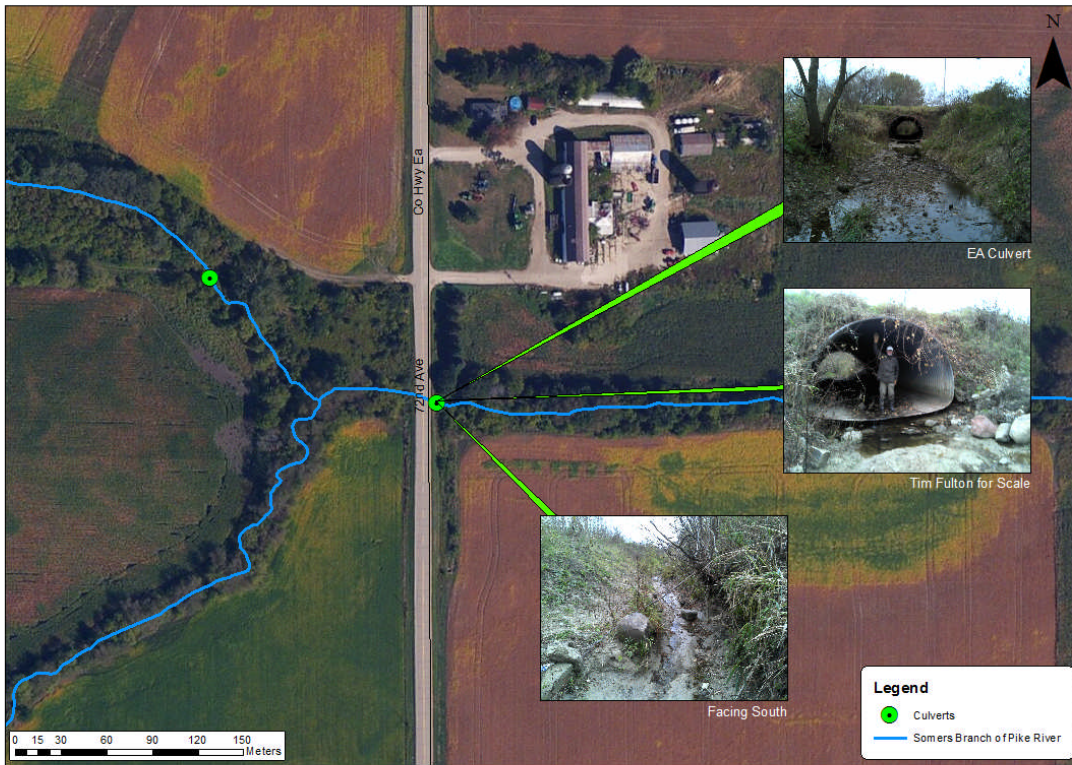 N
Co Hwy Ea
72nd Ave
EA Culvert
Tim Fulton for Scale
Facing South
Legend
Culverts
Somers Branch of Pike River
0 15 30 60 90 120 150
Meters